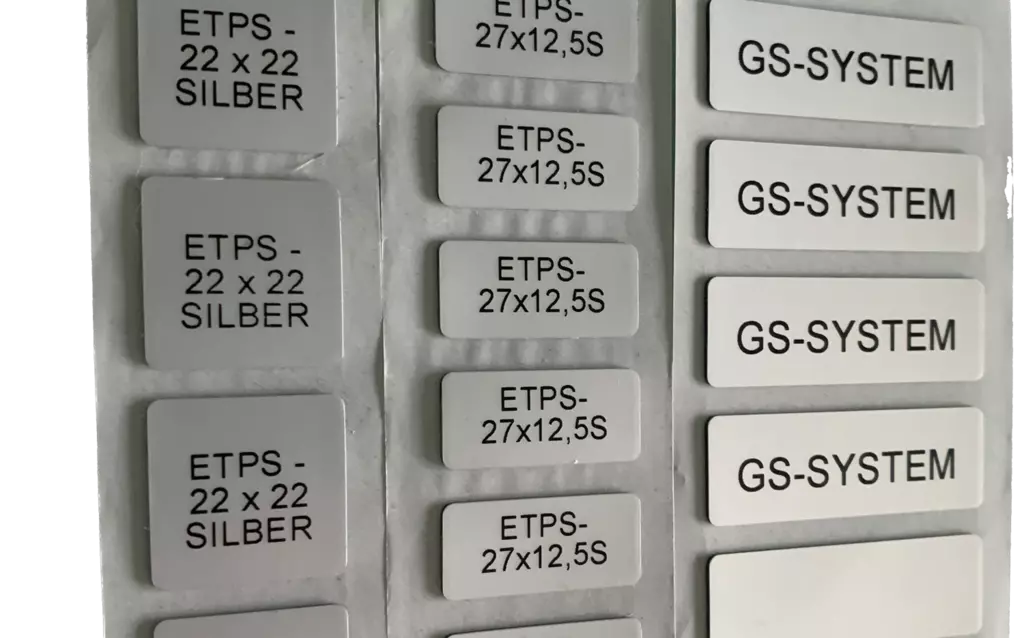 ETPS -
22 x 22
SILBER
ETPS -
22 x 22
SILBER
ETPS -
22 x 22
SILBER
ETPS-
27x12,5S
ETPS-
27x12,5S
ETPS-
27x12,5S
ETPS-
27x12,5S
ETPS-
27x12,5S
GS-SYSTEM
GS-SYSTEM
GS-SYSTEM
GS-SYSTEM